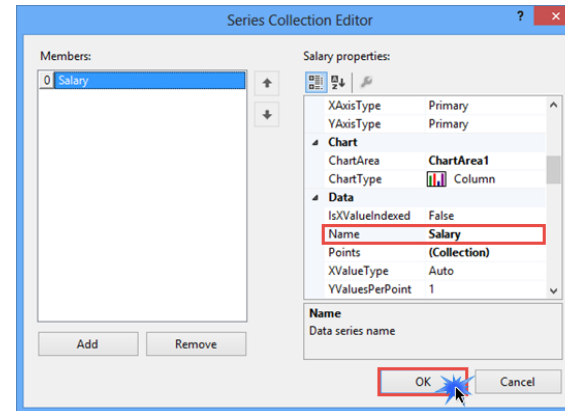 Series Collection Editor
? ×
Members:
0 Salary
Add
Remove
Salary properties:
XAxisType Primary
YAxisType Primary
Chart
ChartArea ChartArea1
ChartType Column
Data
IsXValueIndexed False
Name Salary
Points (Collection)
XValueType Auto
YValuesPerPoint 1
Name
Data series name
OK
Cancel